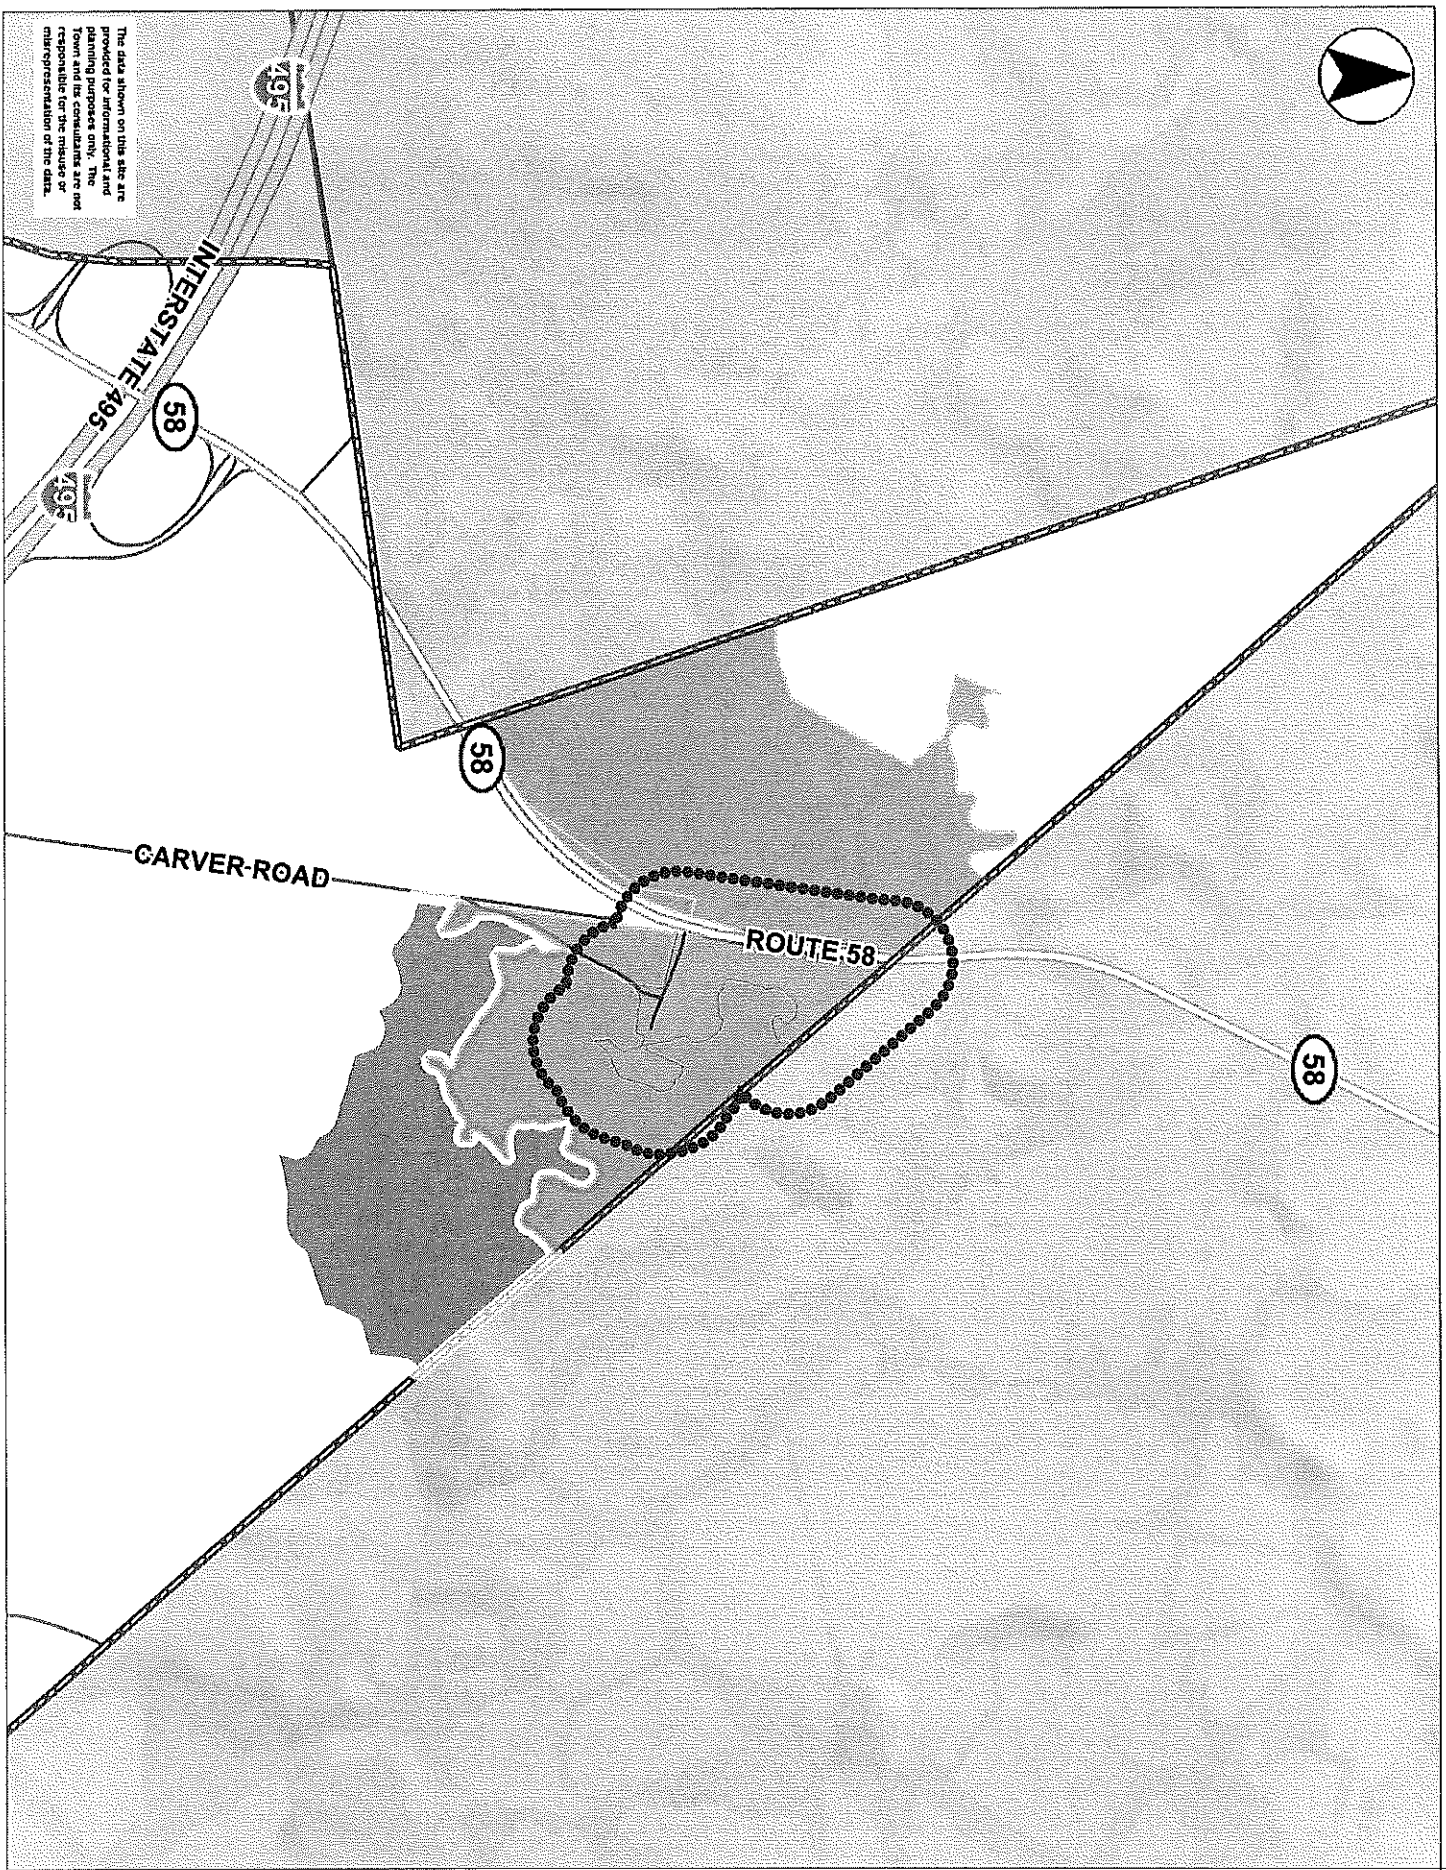 The data shown on this site are
provided for informational and
planning purposes only. The
Town and its consultants are not
responsible for the misuse or
misrepresentation of the data.
495
INTERSTATE 495
58
495
58
CARVER ROAD
ROUTE 58
58